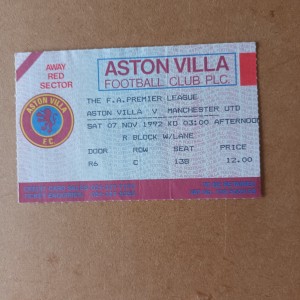 AWAY
RED
SECTOR
ASTON VILLA
FOOTBALL CLUB PLC.
ASTON VILLA
F.C.
THE F.A.PREMIER LEAGUE
ASTON VILLA V MANCHESTER UTD
SAT 07 NOV 1992 KO 03:00 AFTERNOO
R BLOCK W/LANE
DOOR ROW SEAT PRICE
R6 C 138 12.00